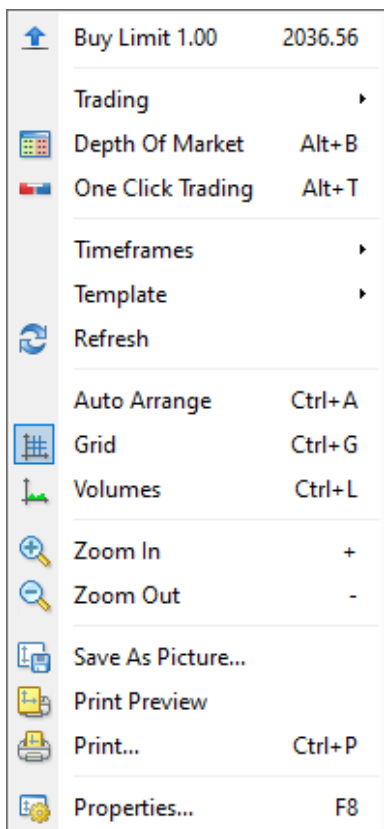 Buy Limit 1.00 2036.56
Trading
Depth Of Market Alt+B
One Click Trading Alt+T
Timeframes
Template
Refresh
Auto Arrange Ctrl+A
Grid Ctrl+G
Volumes Ctrl+L
Zoom In +
Zoom Out -
Save As Picture...
Print Preview
Print... Ctrl+P
Properties... F8